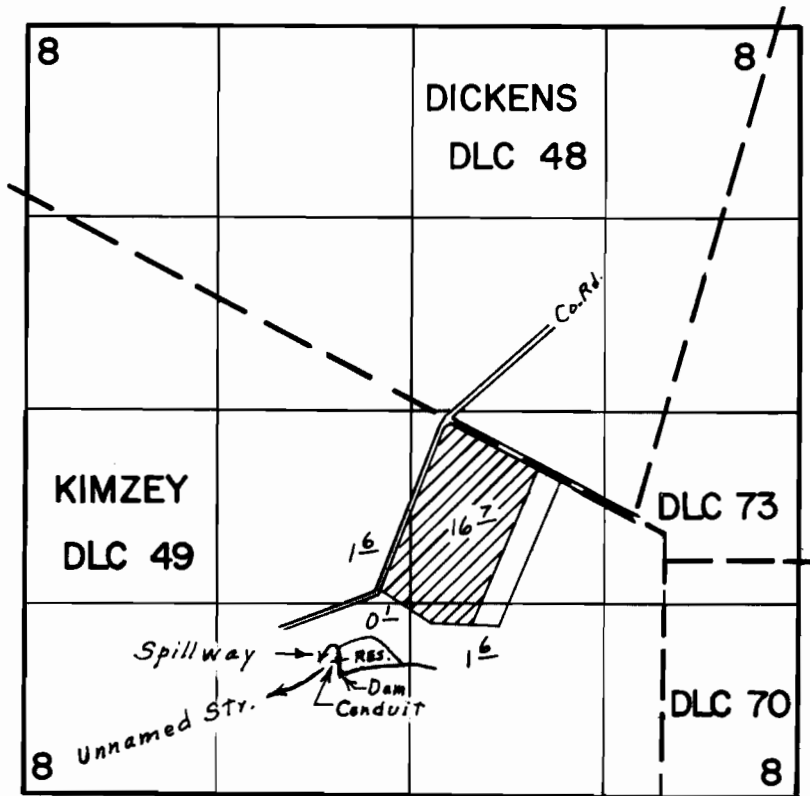 8
8
DICKENS
DLC 48
Co. Rd.
KIMZEY
DLC 49
DLC 73
16 7
1 6
0 1
1 6
Spillway
RES.
Dam
Conduit
Unnamed Str.
DLC 70
8
8